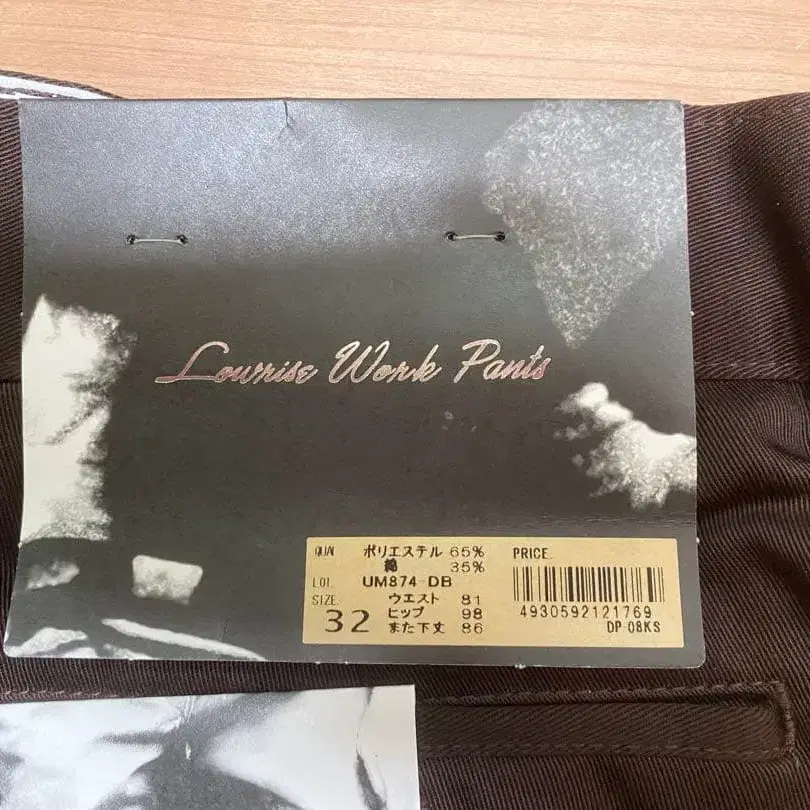 Lowrise Work Pants
QUAL ポリエステル 65%
綿 35%
LOT. UM874-DB
SIZE. 32
ウエスト 81
ヒップ 98
また下丈 86
PRICE.
4930592121769
DP-08KS